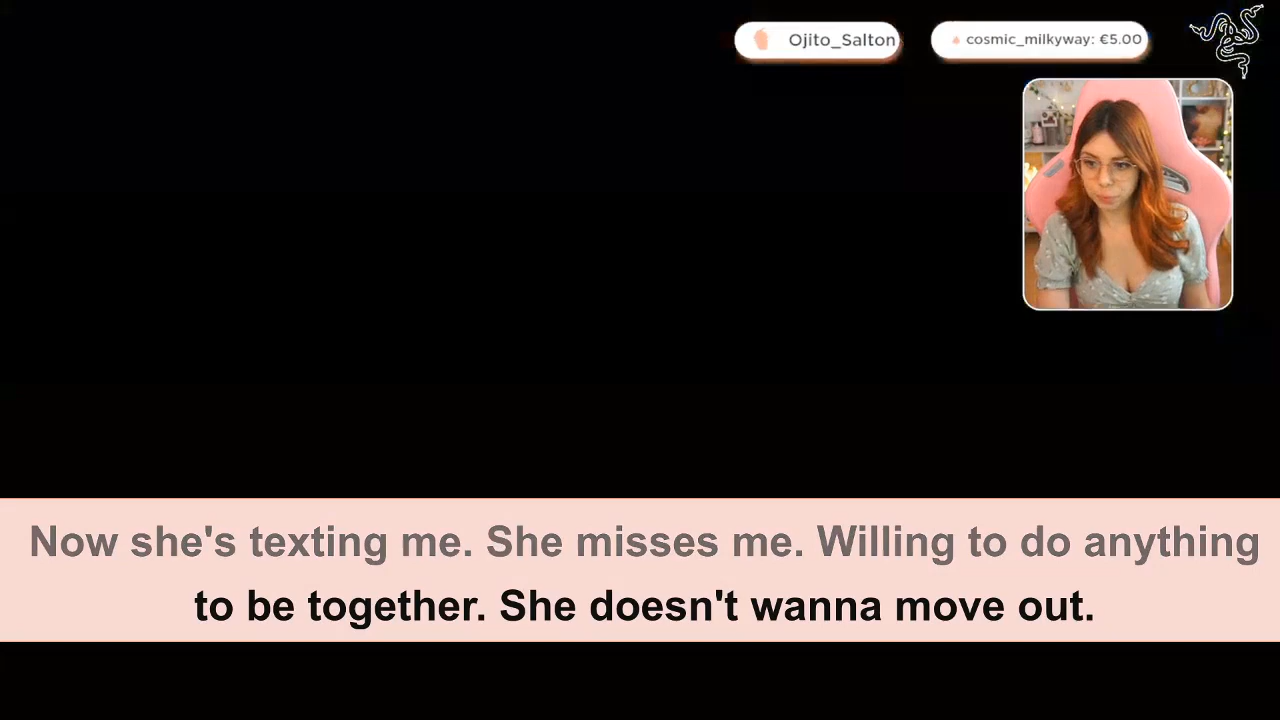 Ojito_Salton
cosmic_milkyway: €5.00
Now she's texting me. She misses me. Willing to do anything
to be together. She doesn't wanna move out.